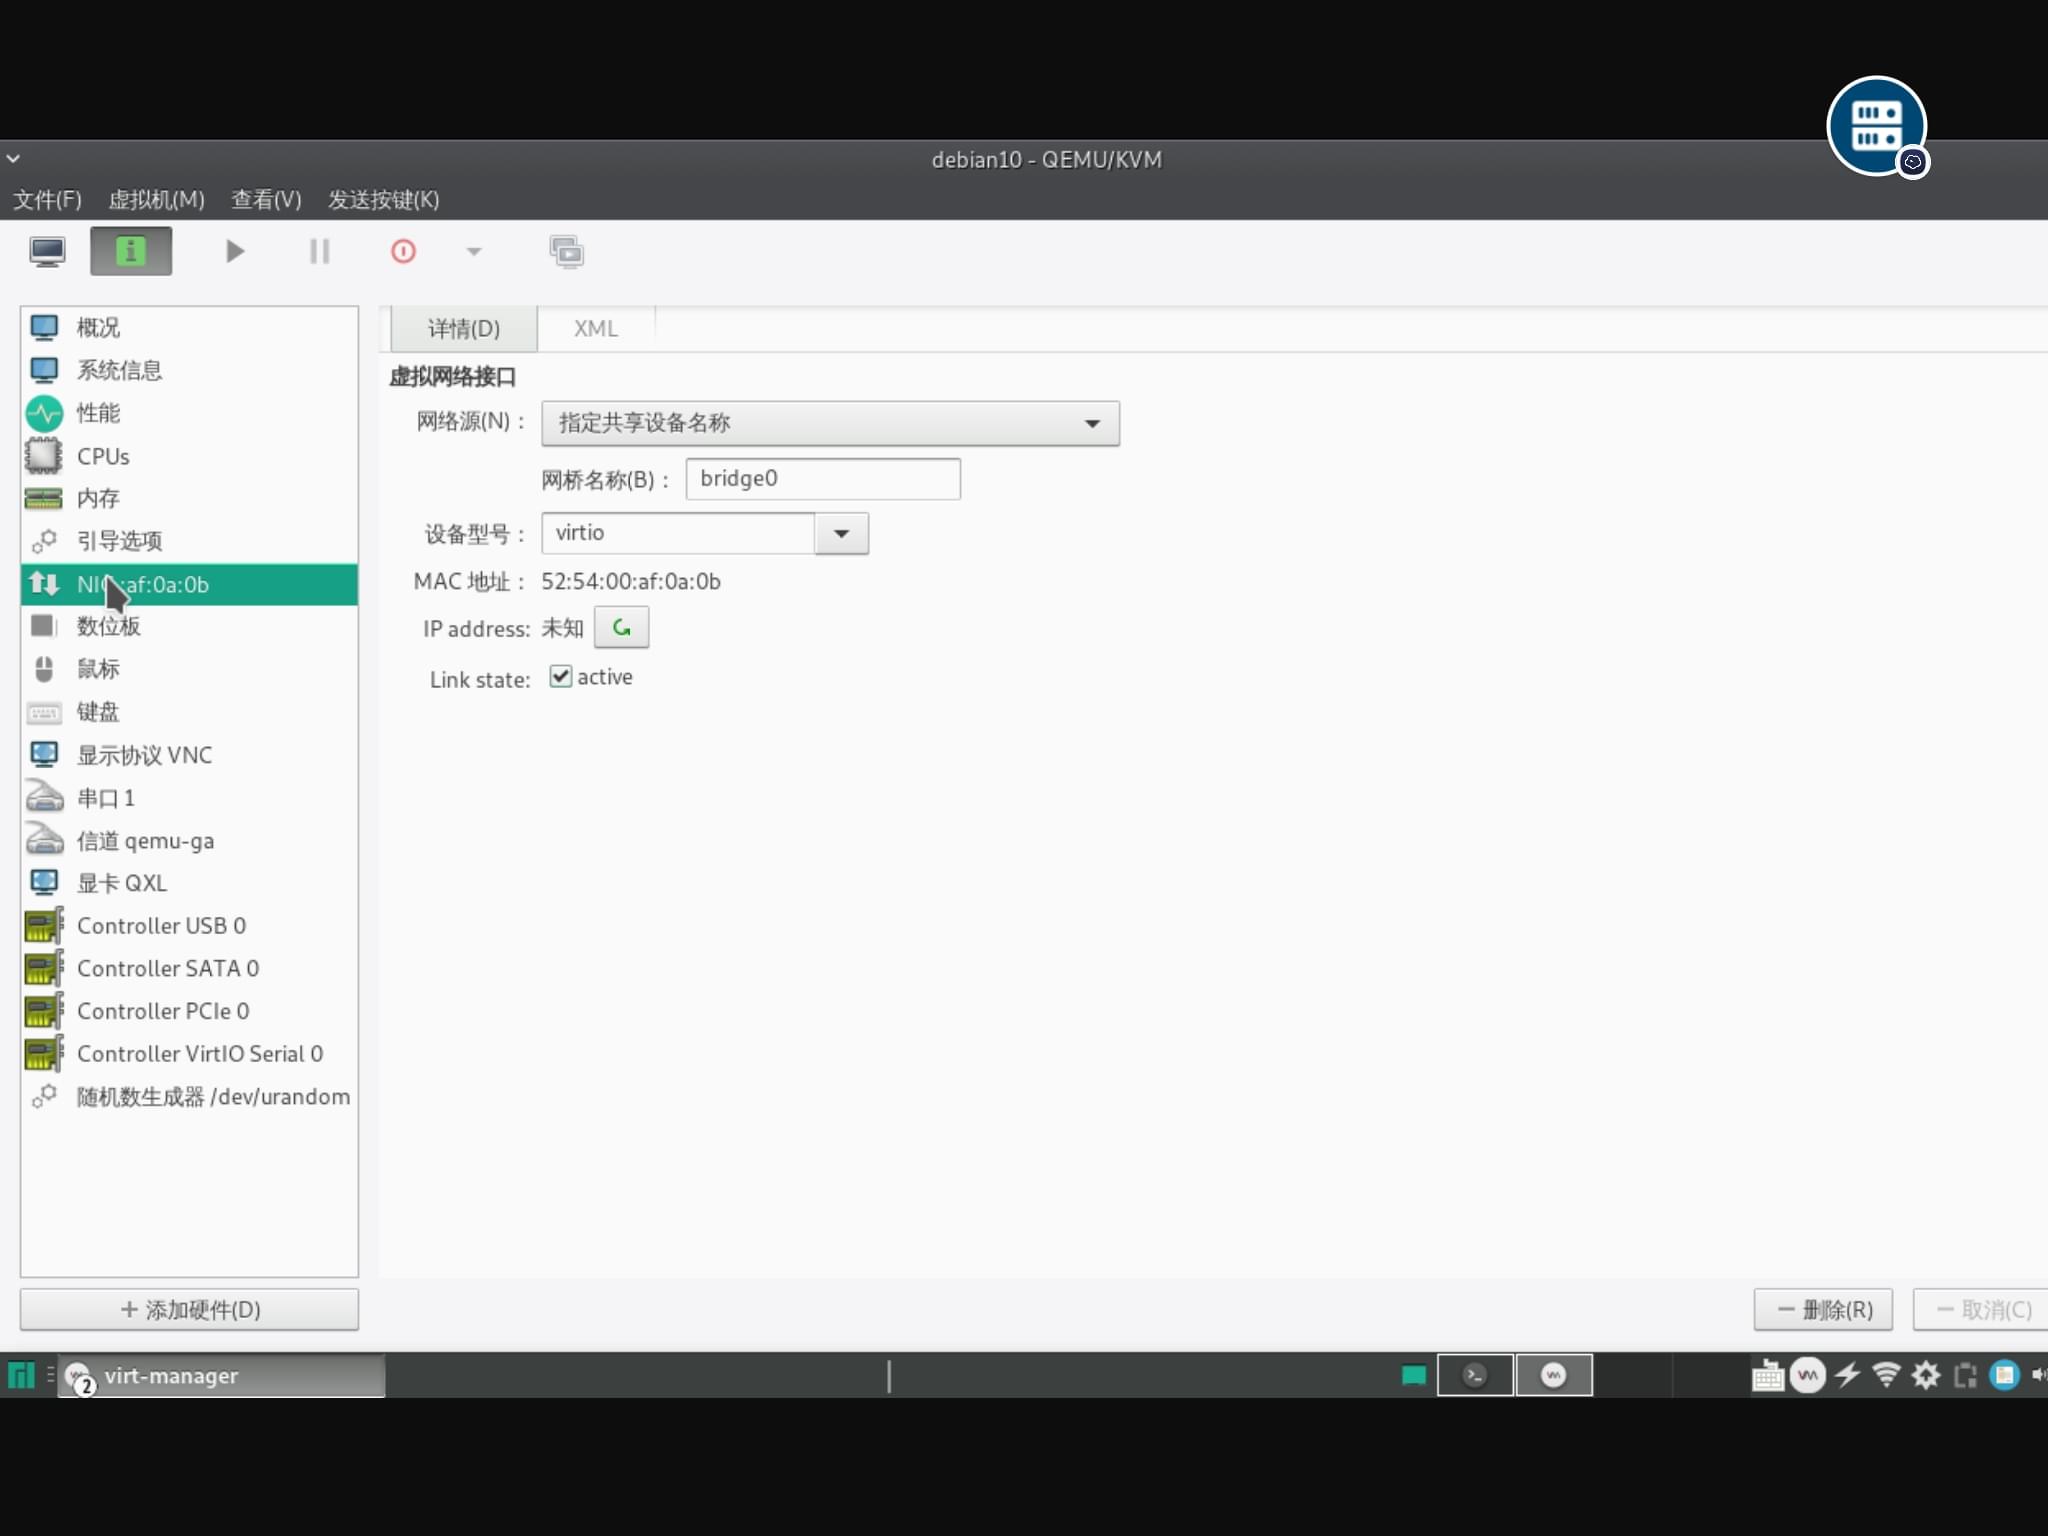 debian10 - QEMU/KVM
文件(F) 虚拟机(M) 查看(V) 发送按键(K)
概况
系统信息
性能
CPUs
内存
引导选项
:af:0a:0b
数位板
鼠标
键盘
显示协议 VNC
串口 1
信道 qemu-ga
显卡 QXL
Controller USB 0
Controller SATA 0
Controller PCIe 0
Controller VirtIO Serial 0
随机数生成器 /dev/urandom
添加硬件(D)
详情(D) XML
虚拟网络接口
网络源(N)： 指定共享设备名称
网桥名称(B)： bridge0
设备型号： virtio
MAC 地址： 52:54:00:af:0a:0b
IP address: 未知
Link state: active
删除(R) 取消(C)
2 virt-manager